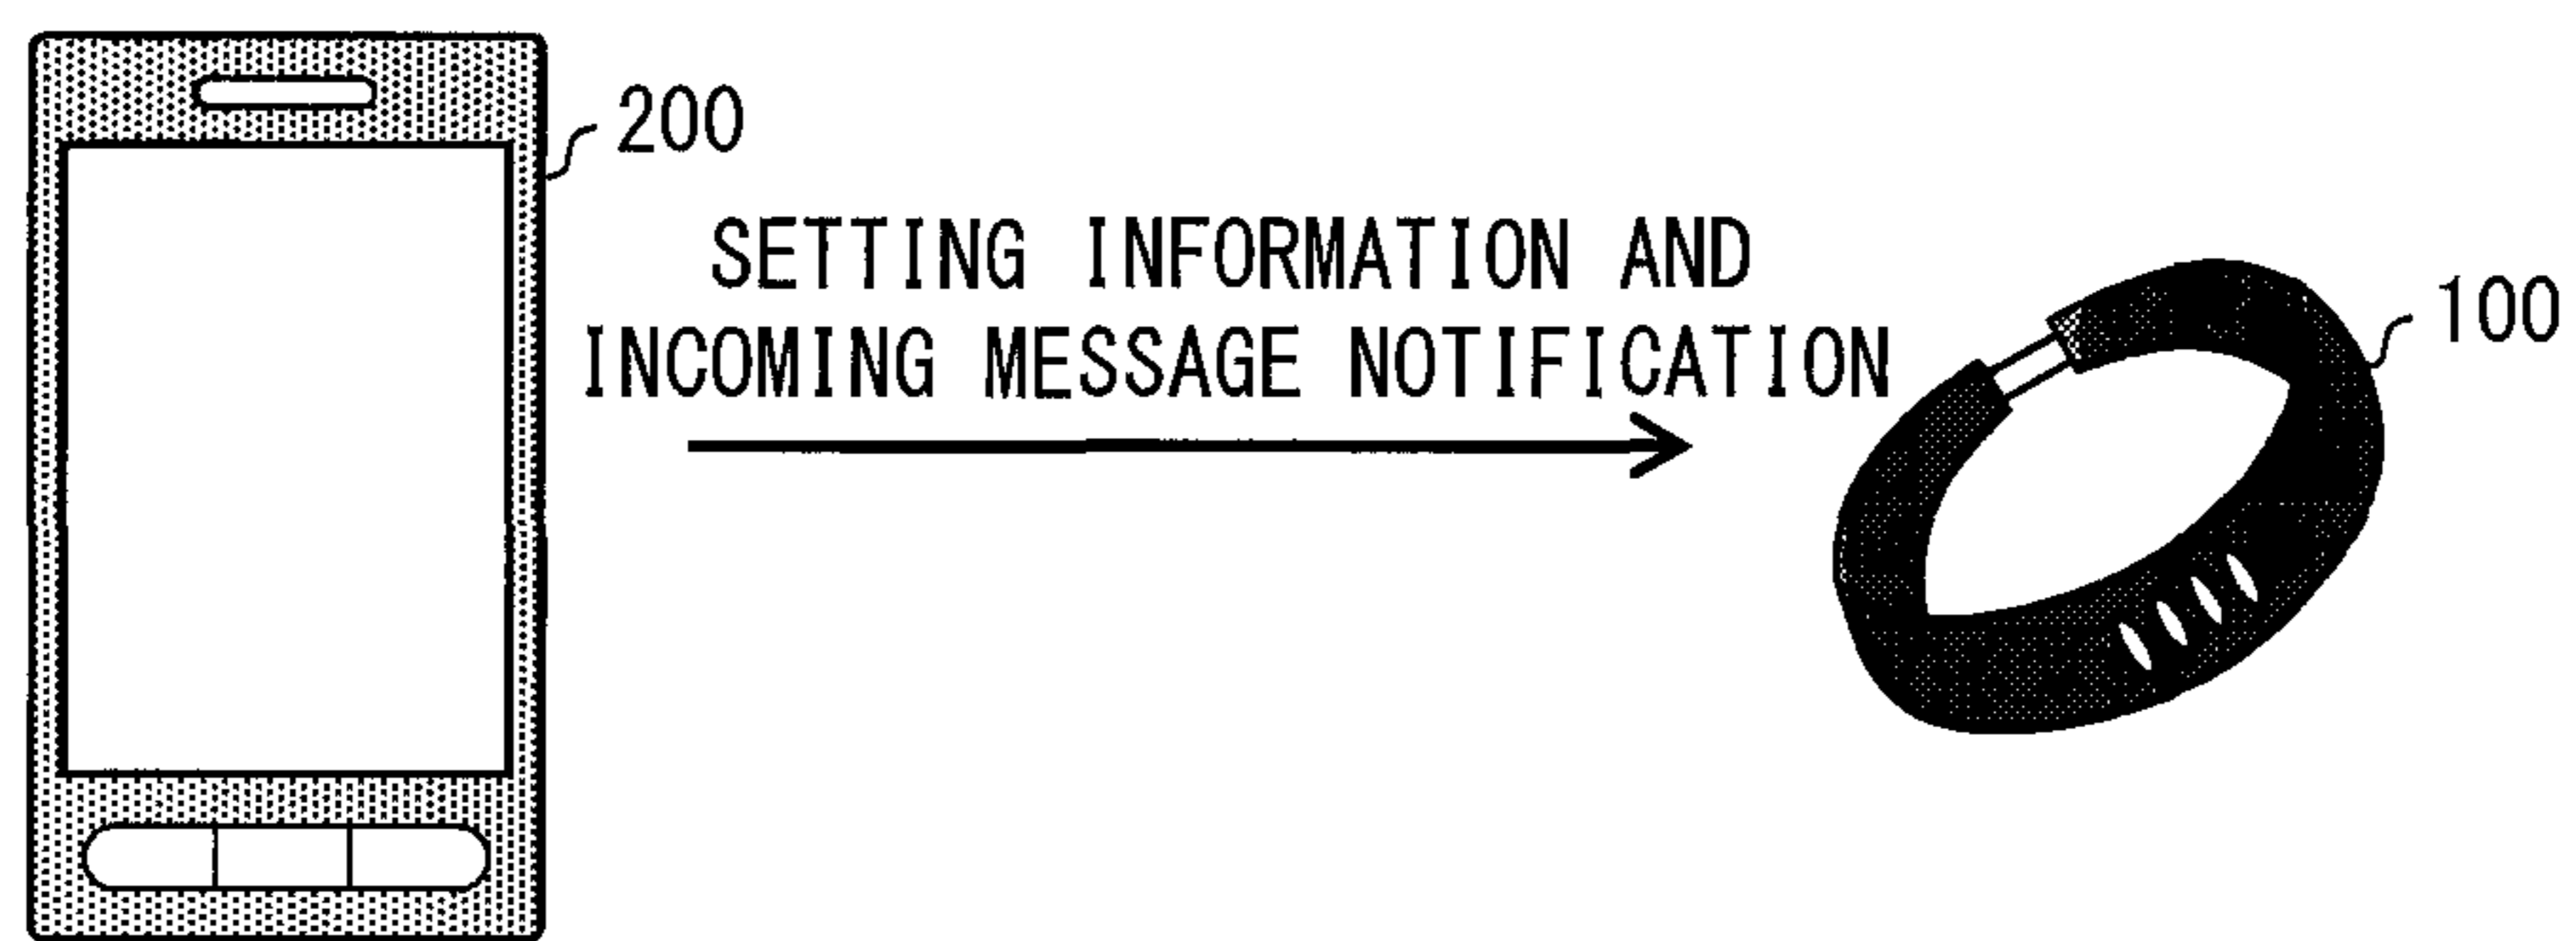 200
SETTING INFORMATION AND
INCOMING MESSAGE NOTIFICATION
100